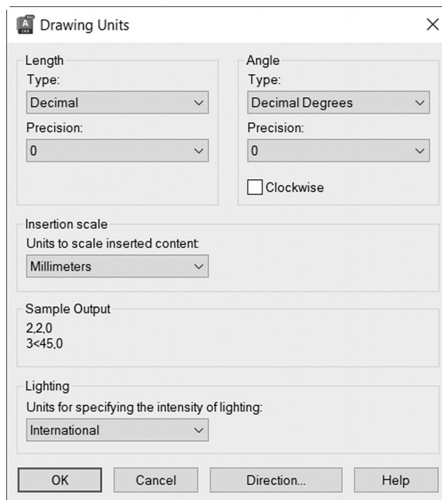 Drawing Units
Length
Type:
Decimal
Precision:
0
Angle
Type:
Decimal Degrees
Precision:
0
Clockwise
Insertion scale
Units to scale inserted content:
Millimeters
Sample Output
2,2,0
3<45,0
Lighting
Units for specifying the intensity of lighting:
International
OK Cancel Direction... Help